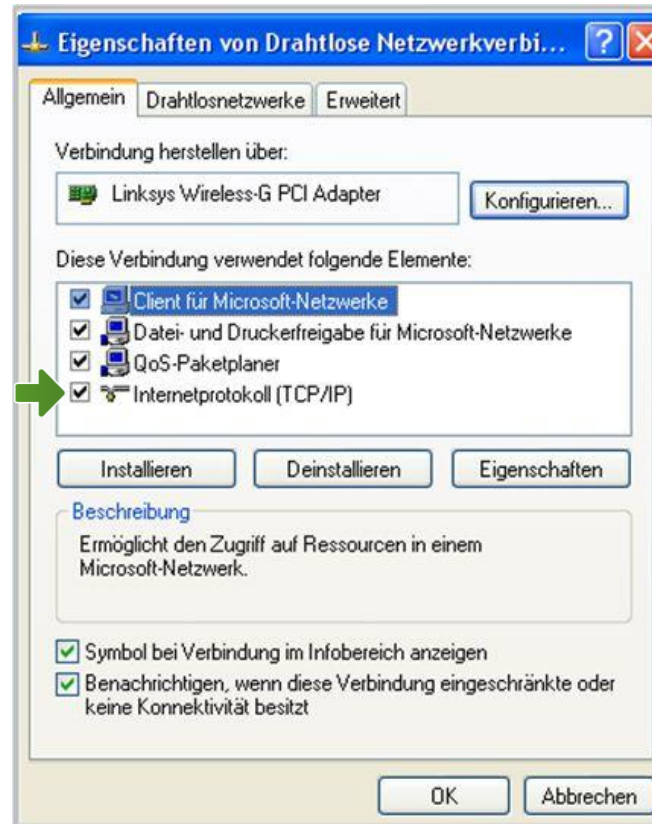 Eigenschaften von Drahtlose Netzwerkverbi...
Allgemein Drahtlosnetzwerke Erweitert
Verbindung herstellen über:
Linksys Wireless-G PCI Adapter
Konfigurieren...
Diese Verbindung verwendet folgende Elemente:
Client für Microsoft-Netzwerke
Datei- und Druckerfreigabe für Microsoft-Netzwerke
QoS-Paketplaner
Internetprotokoll (TCP/IP)
Installieren Deinstallieren Eigenschaften
Beschreibung
Ermöglicht den Zugriff auf Ressourcen in einem
Microsoft-Netzwerk.
Symbol bei Verbindung im Infobereich anzeigen
Benachrichtigen, wenn diese Verbindung eingeschränkte oder
keine Konnektivität besitzt
OK Abbrechen